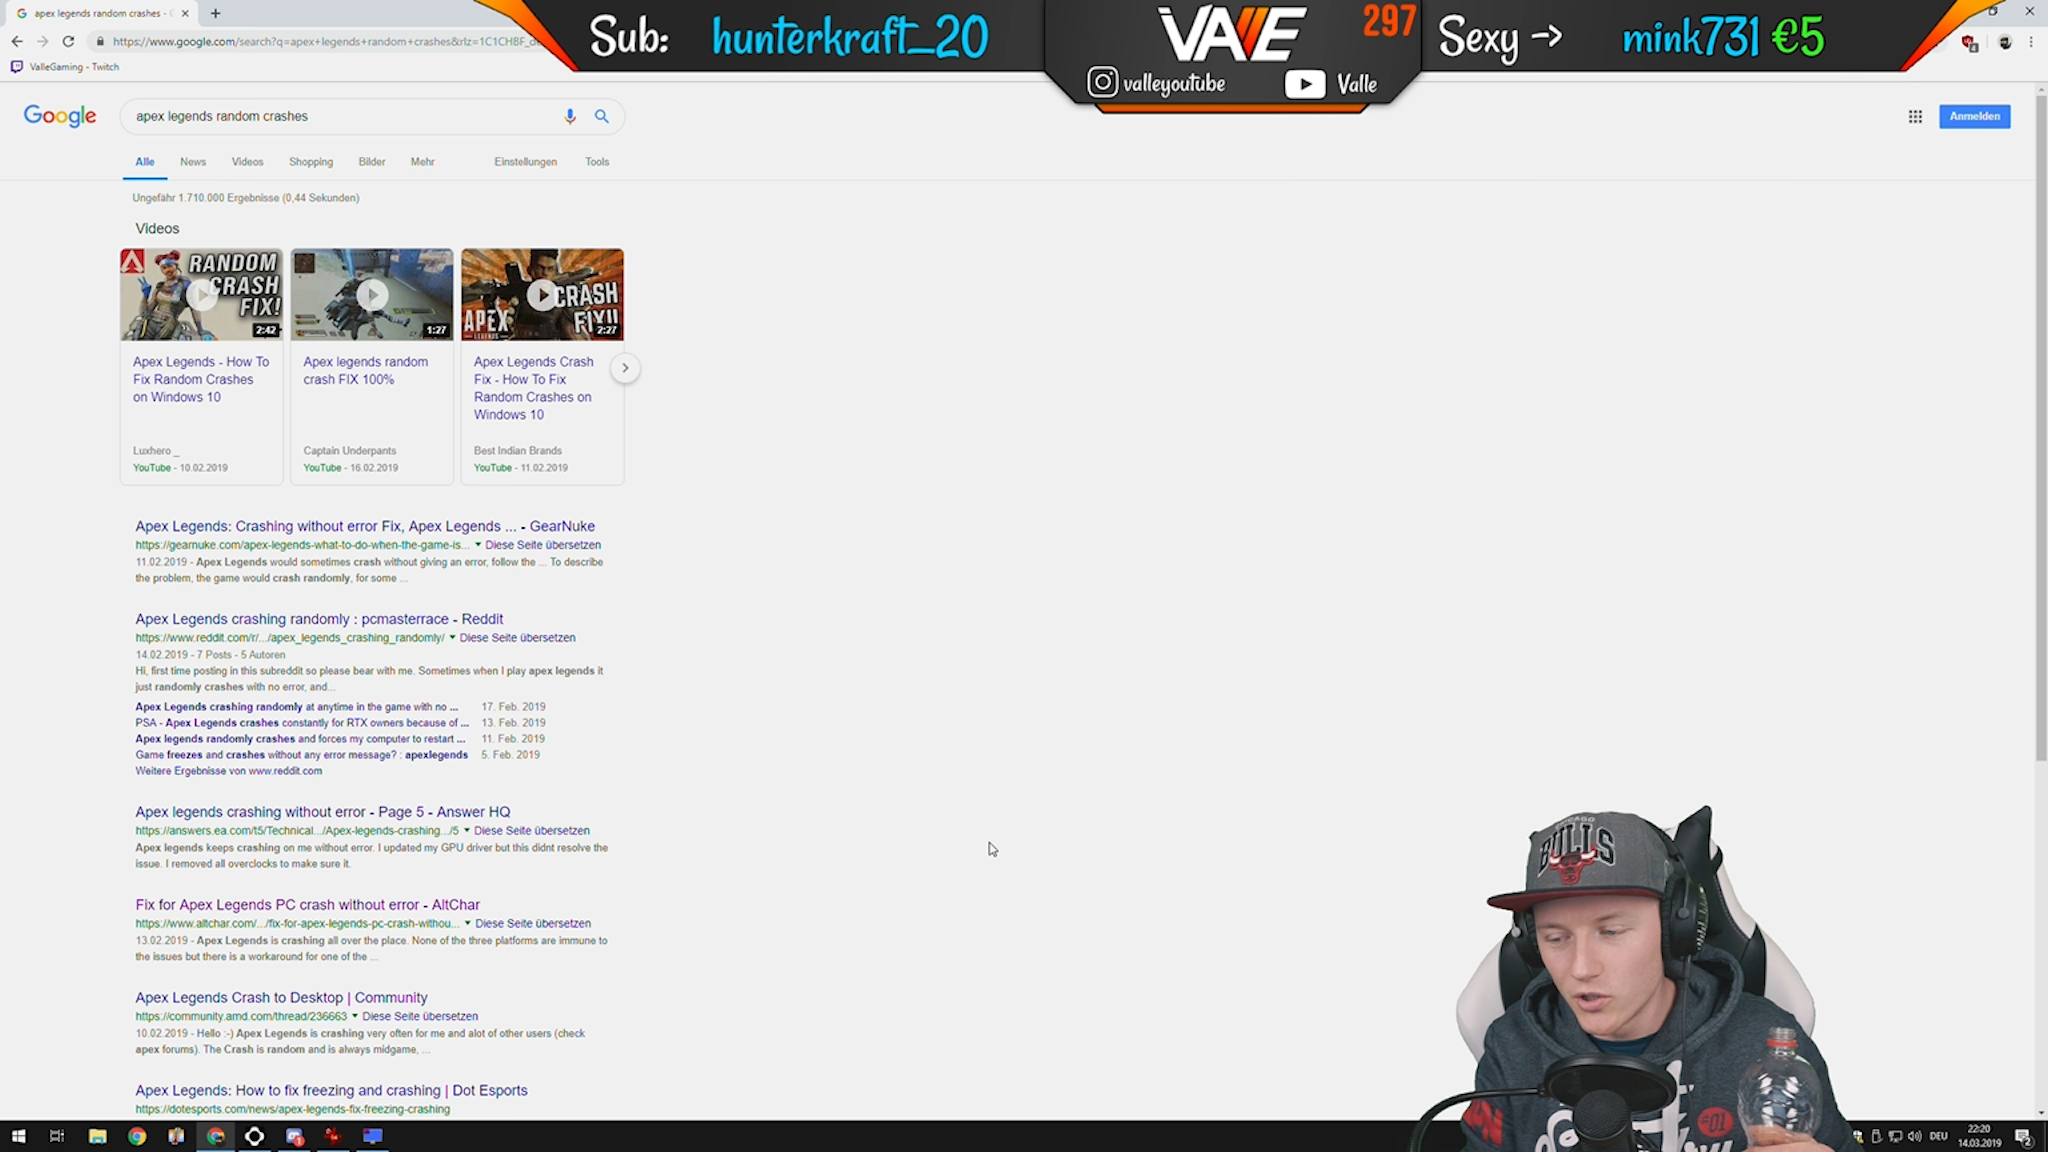 apex legends random crashes - G
https://www.google.com/search?q=apex+legends+random+crashes&rlz=1C1CHBF_de
ValleGaming - Twitch
Sub: hunterkraft_20
VALLE
297
valleyoutube
Valle
Sexy -> mink731 €5
Google
apex legends random crashes
Anmelden
Alle News Videos Shopping Bilder Mehr Einstellungen Tools
Ungefähr 1.710.000 Ergebnisse (0,44 Sekunden)
Videos
RANDOM
CRASH
FIX!
2:42
Apex Legends - How To
Fix Random Crashes
on Windows 10
Luxhero _
YouTube - 10.02.2019
1:27
Apex legends random
crash FIX 100%
Captain Underpants
YouTube - 16.02.2019
CRASH
FIX!!
APEX
LEGENDS
2:27
Apex Legends Crash
Fix - How To Fix
Random Crashes on
Windows 10
Best Indian Brands
YouTube - 11.02.2019
Apex Legends: Crashing without error Fix, Apex Legends ... - GearNuke
https://gearnuke.com/apex-legends-what-to-do-when-the-game-is... Diese Seite übersetzen
11.02.2019 - Apex Legends would sometimes crash without giving an error, follow the ... To describe
the problem, the game would crash randomly, for some ...
Apex Legends crashing randomly : pcmasterrace - Reddit
https://www.reddit.com/r/.../apex_legends_crashing_randomly/ Diese Seite übersetzen
14.02.2019 - 7 Posts - 5 Autoren
Hi, first time posting in this subreddit so please bear with me. Sometimes when I play apex legends it
just randomly crashes with no error, and...
Apex Legends crashing randomly at anytime in the game with no ... 17. Feb. 2019
PSA - Apex Legends crashes constantly for RTX owners because of ... 13. Feb. 2019
Apex legends randomly crashes and forces my computer to restart ... 11. Feb. 2019
Game freezes and crashes without any error message? : apexlegends 5. Feb. 2019
Weitere Ergebnisse von www.reddit.com
Apex legends crashing without error - Page 5 - Answer HQ
https://answers.ea.com/t5/Technical.../Apex-legends-crashing.../5 Diese Seite übersetzen
Apex legends keeps crashing on me without error. I updated my GPU driver but this didnt resolve the
issue. I removed all overclocks to make sure it.
Fix for Apex Legends PC crash without error - AltChar
https://www.altchar.com/.../fix-for-apex-legends-pc-crash-withou... Diese Seite übersetzen
13.02.2019 - Apex Legends is crashing all over the place. None of the three platforms are immune to
the issues but there is a workaround for one of the ...
Apex Legends Crash to Desktop | Community
https://community.amd.com/thread/236663 Diese Seite übersetzen
10.02.2019 - Hello :-) Apex Legends is crashing very often for me and alot of other users (check
apex forums). The Crash is random and is always midgame, ...
Apex Legends: How to fix freezing and crashing | Dot Esports
https://dotesports.com/news/apex-legends-fix-freezing-crashing
CHICAGO
BULLS
#01
DEU
22:20
14.03.2019
2